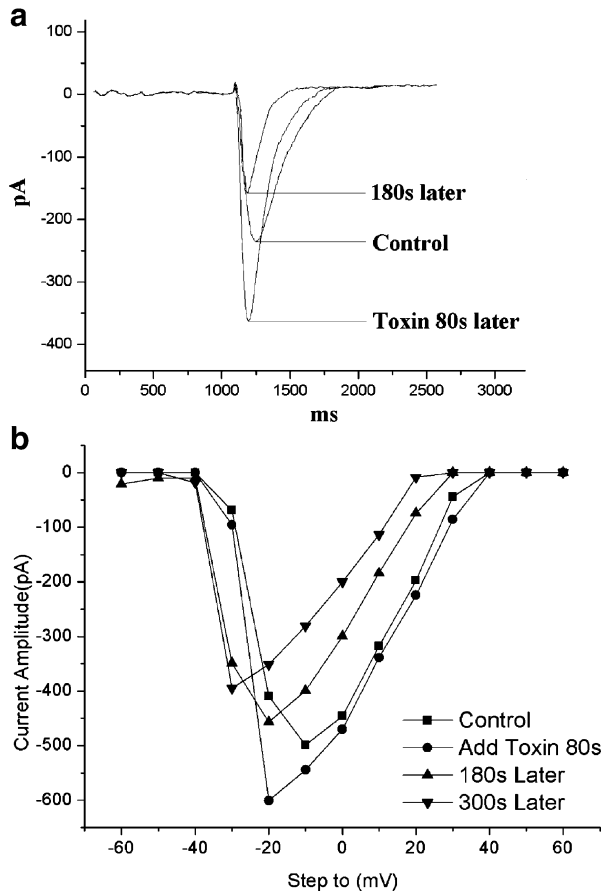 a
100
0
-100
-200
-300
-400
pA
180s later
Control
Toxin 80s later
0 500 1000 1500 2000 2500 3000
ms
b
0
-100
-200
-300
-400
-500
-600
Current Amplitude(pA)
Control
Add Toxin 80s
180s Later
300s Later
-60 -40 -20 0 20 40 60
Step to (mV)